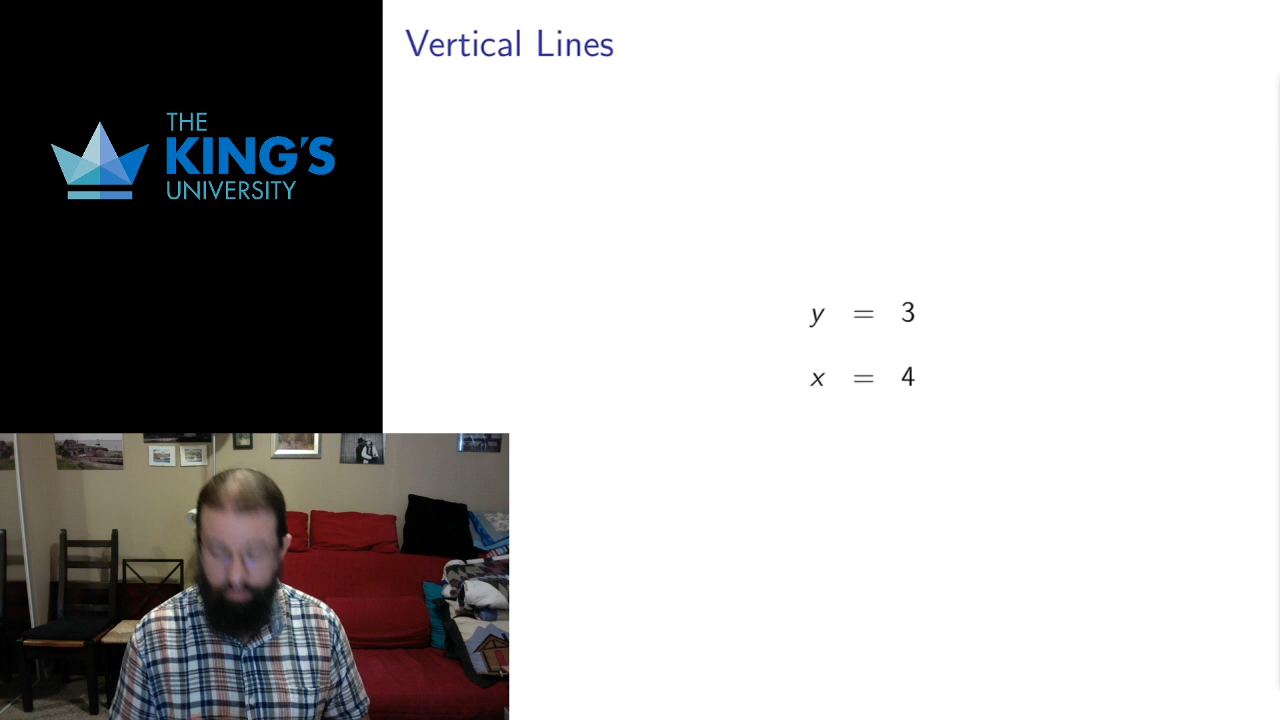 Vertical Lines
THE
KING'S
UNIVERSITY
y = 3
x = 4